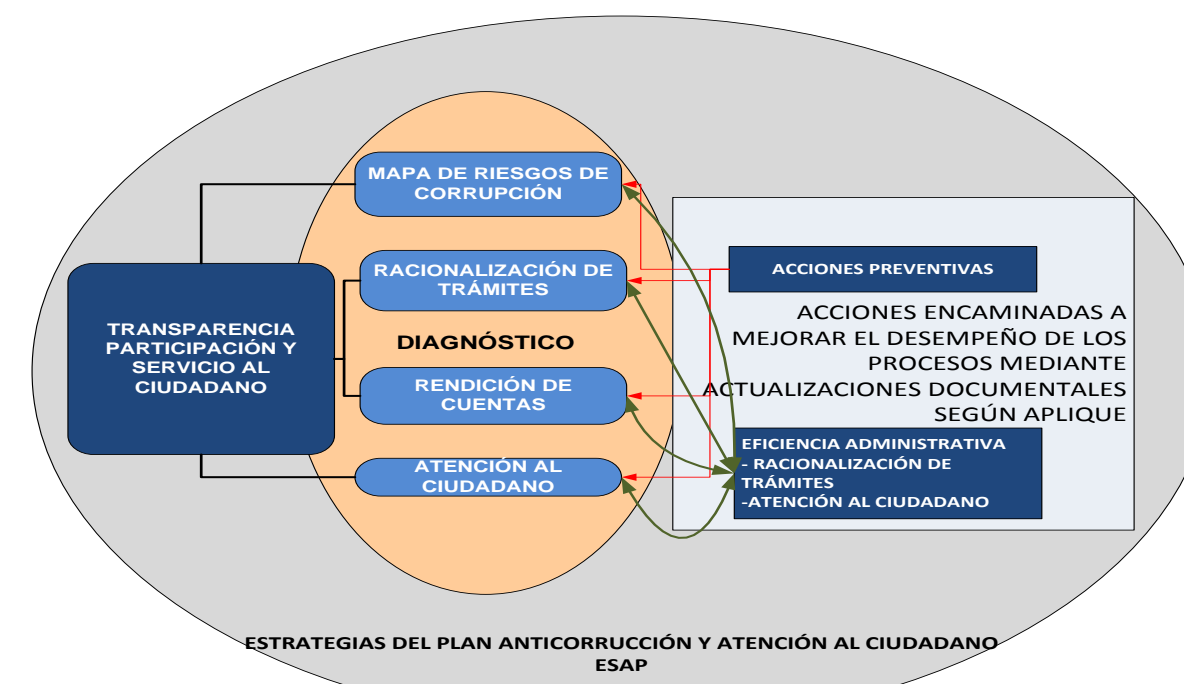 MAPA DE RIESGOS DE
CORRUPCIÓN
RACIONALIZACIÓN DE
TRÁMITES
DIAGNÓSTICO
RENDICIÓN DE
CUENTAS
ATENCIÓN AL
CIUDADANO
TRANSPARENCIA
PARTICIPACIÓN Y
SERVICIO AL
CIUDADANO
ACCIONES PREVENTIVAS
ACCIONES ENCAMINADAS A
MEJORAR EL DESEMPEÑO DE LOS
PROCESOS MEDIANTE
ACTUALIZACIONES DOCUMENTALES
SEGÚN APLIQUE
EFICIENCIA ADMINISTRATIVA
- RACIONALIZACIÓN DE
TRÁMITES
-ATENCIÓN AL CIUDADANO
ESTRATEGIAS DEL PLAN ANTICORRUCCIÓN Y ATENCIÓN AL CIUDADANO
ESAP